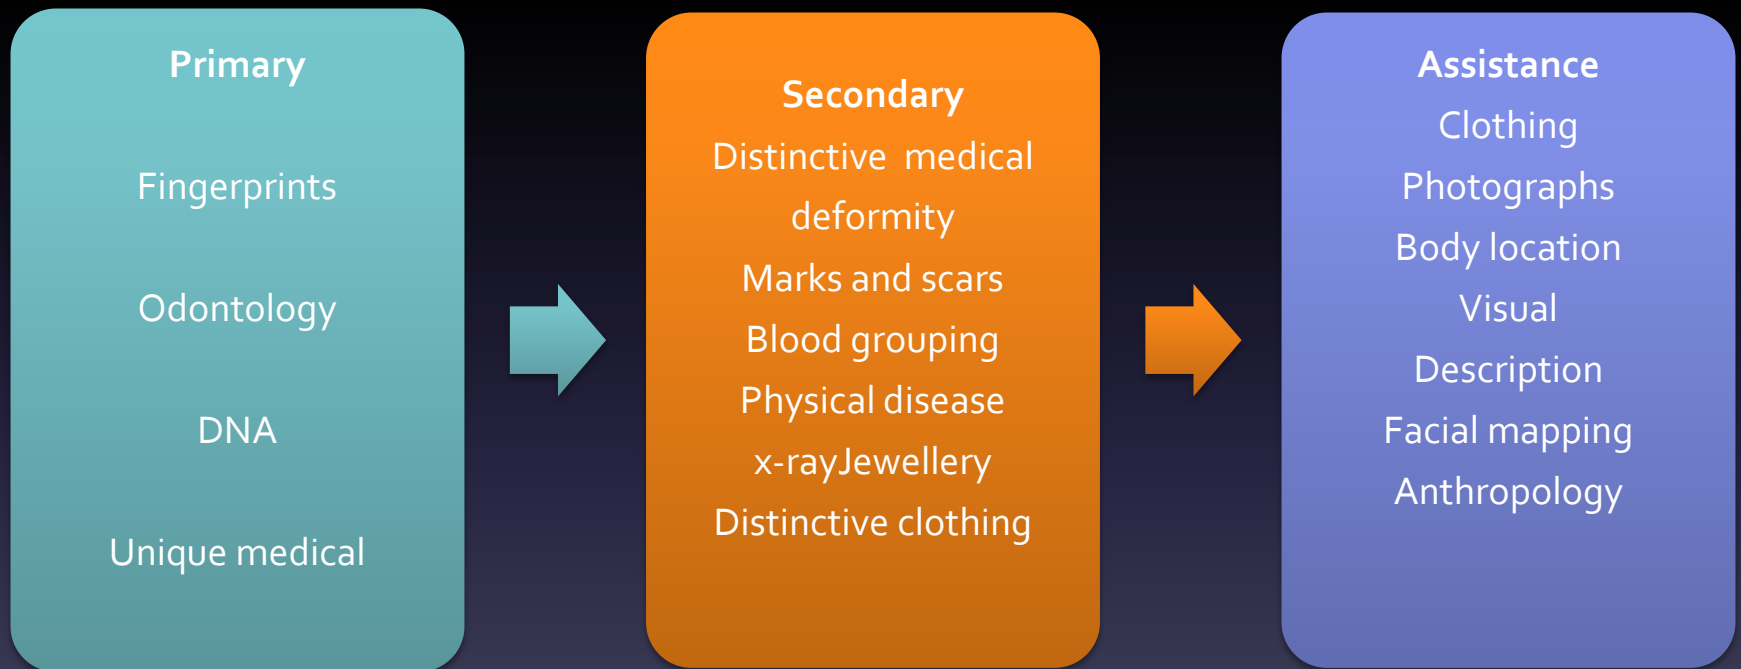 Primary
Fingerprints
Odontology
DNA
Unique medical
Secondary
Distinctive  medical
deformity
Marks and scars
Blood grouping
Physical disease
x-rayJewellery
Distinctive clothing
Assistance
Clothing
Photographs
Body location
Visual
Description
Facial mapping
Anthropology